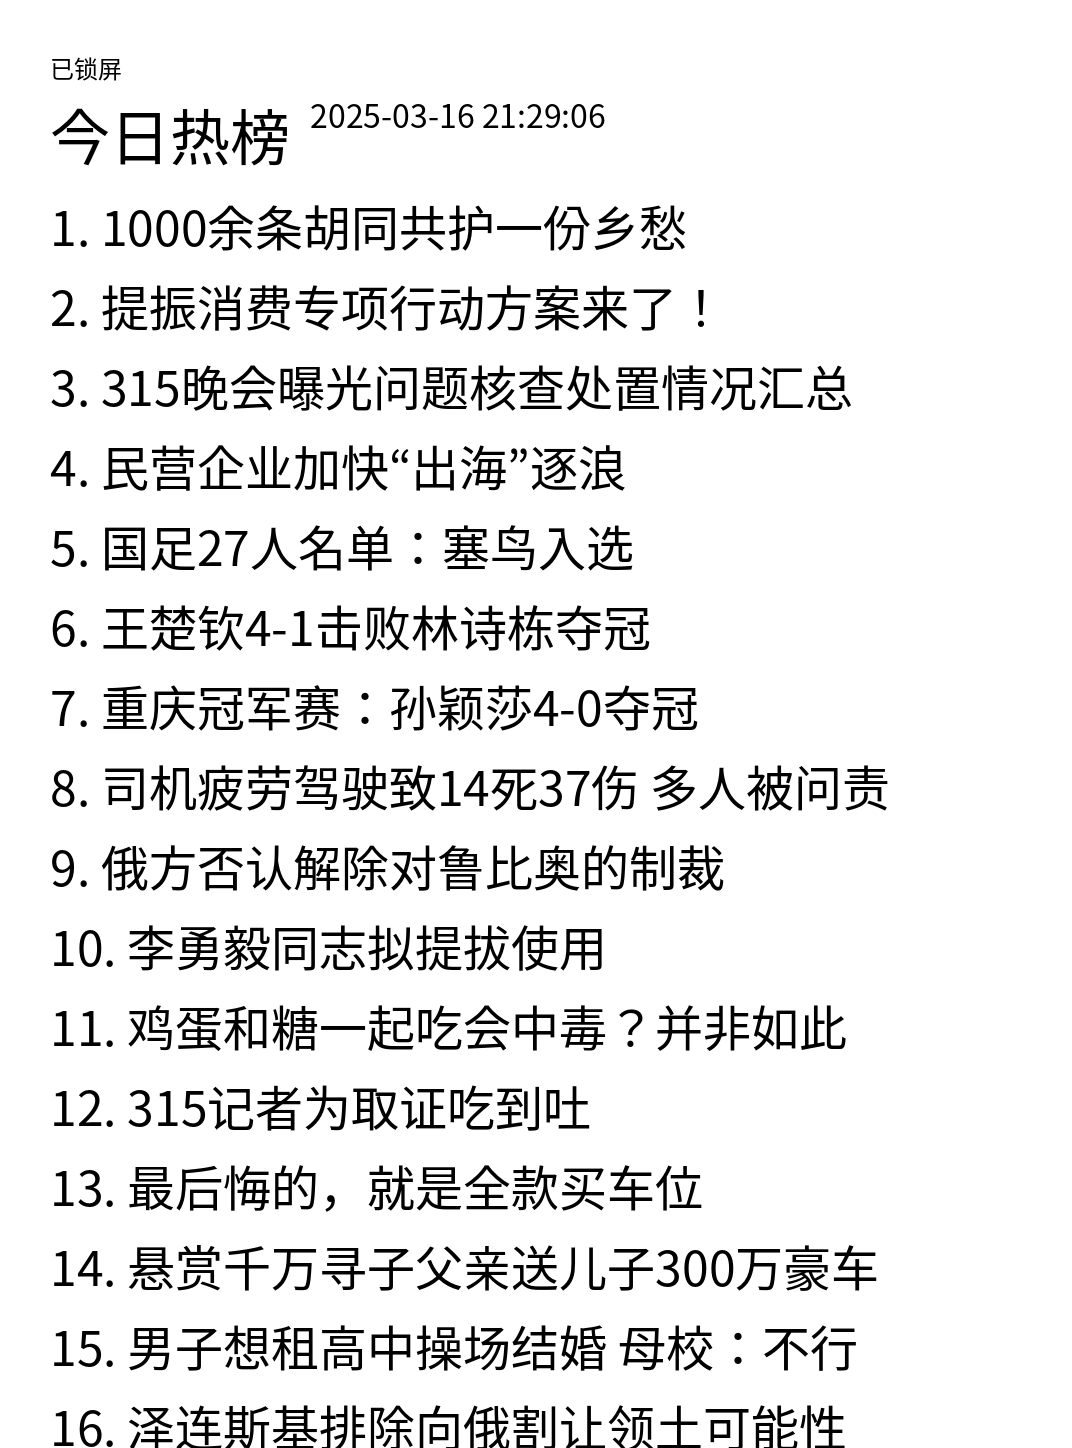 已锁屏
今日热榜 2025-03-16 21:29:06
1. 1000余条胡同共护一份乡愁
2. 提振消费专项行动方案来了！
3. 315晚会曝光问题核查处置情况汇总
4. 民营企业加快“出海”逐浪
5. 国足27人名单：塞鸟入选
6. 王楚钦4-1击败林诗栋夺冠
7. 重庆冠军赛：孙颖莎4-0夺冠
8. 司机疲劳驾驶致14死37伤 多人被问责
9. 俄方否认解除对鲁比奥的制裁
10. 李勇毅同志拟提拔使用
11. 鸡蛋和糖一起吃会中毒？并非如此
12. 315记者为取证吃到吐
13. 最后悔的，就是全款买车位
14. 悬赏千万寻子父亲送儿子300万豪车
15. 男子想租高中操场结婚 母校：不行
16. 泽连斯基排除向俄割让领土可能性